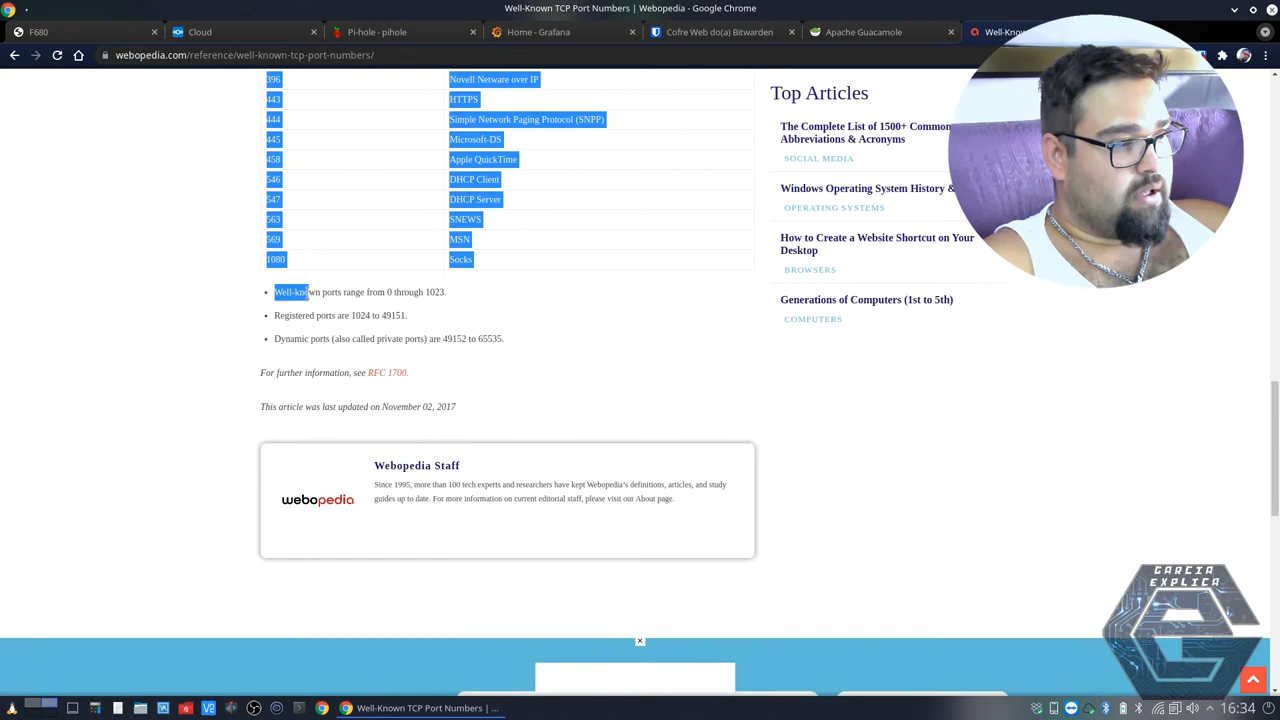 Well-Known TCP Port Numbers | Webopedia - Google Chrome
F680
Cloud
Pi-hole - pihole
Home - Grafana
Cofre Web do(a) Bitwarden
Apache Guacamole
webopedia.com/reference/well-known-tcp-port-numbers/
396 Novell Netware over IP
443 HTTPS
444 Simple Network Paging Protocol (SNPP)
445 Microsoft-DS
458 Apple QuickTime
546 DHCP Client
547 DHCP Server
563 SNEWS
569 MSN
1080 Socks
Well-known ports range from 0 through 1023.
Registered ports are 1024 to 49151.
Dynamic ports (also called private ports) are 49152 to 65535.
For further information, see RFC 1700.
This article was last updated on November 02, 2017
Webopedia Staff
Since 1995, more than 100 tech experts and researchers have kept Webopedia's definitions, articles, and study
guides up to date. For more information on current editorial staff, please visit our About page.
webopedia
Top Articles
The Complete List of 1500+ Common
Abbreviations & Acronyms
SOCIAL MEDIA
Windows Operating System History &
OPERATING SYSTEMS
How to Create a Website Shortcut on Your
Desktop
BROWSERS
Generations of Computers (1st to 5th)
COMPUTERS
GARCIA
EXPLICA
Well-Known TCP Port Numbers | ...
16:34